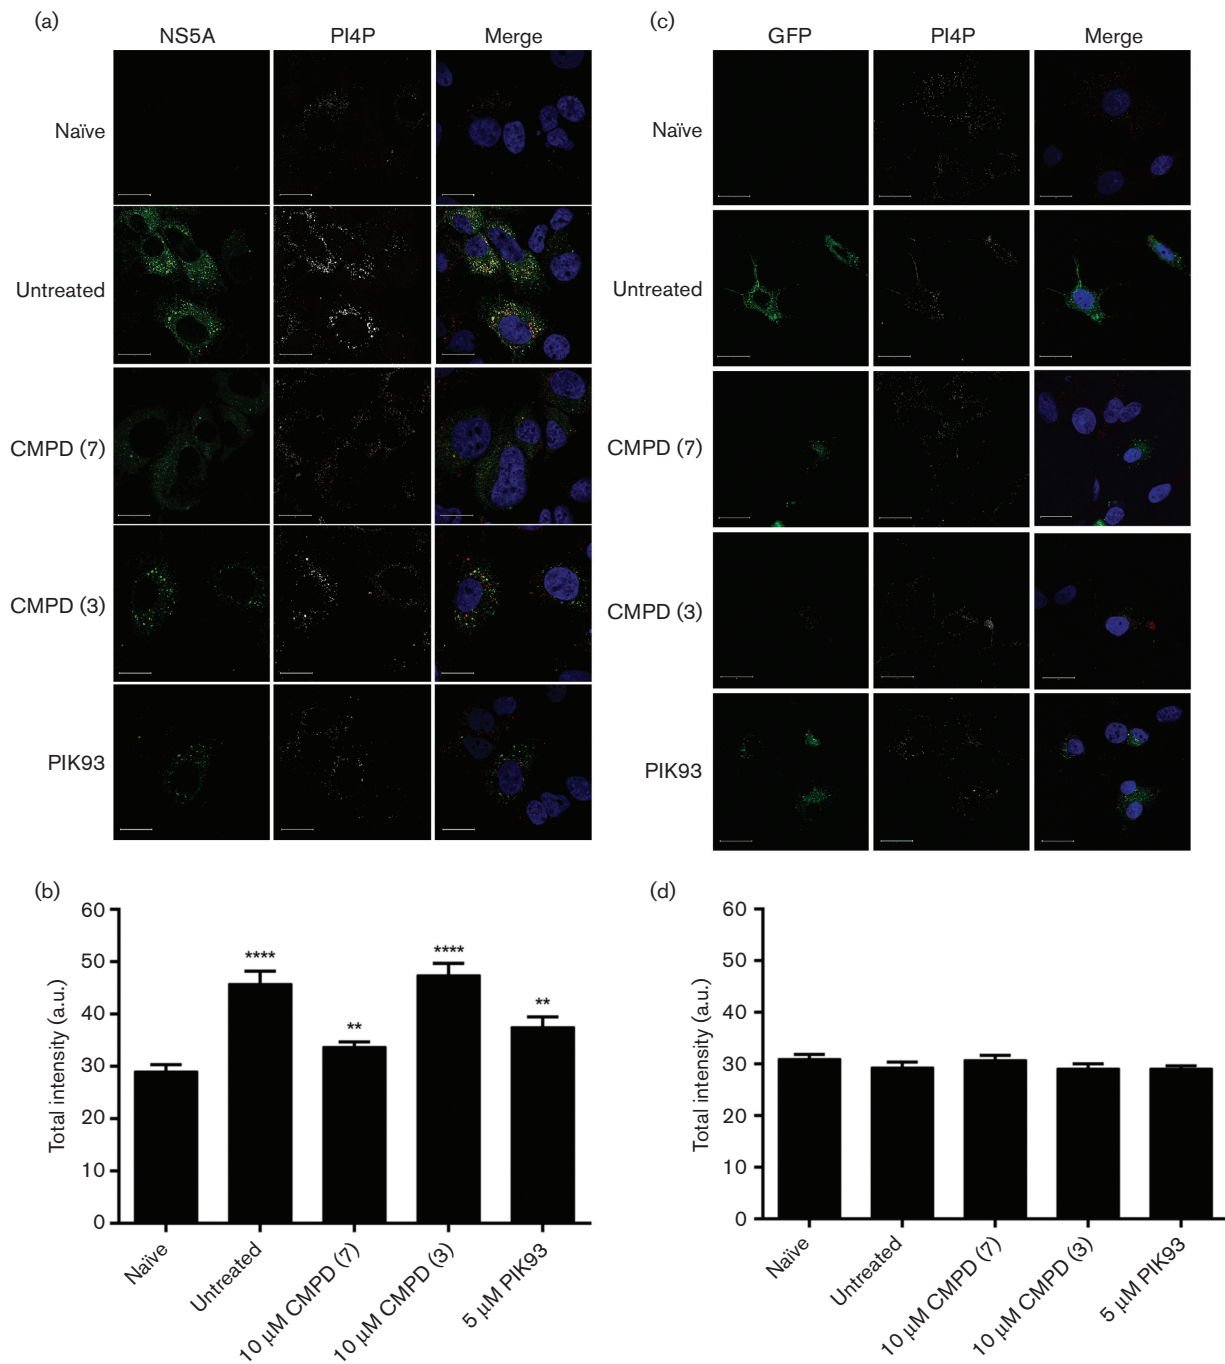 (a)
NS5A PI4P Merge
Naïve
Untreated
CMPD (7)
CMPD (3)
PIK93
(c)
GFP PI4P Merge
Naïve
Untreated
CMPD (7)
CMPD (3)
PIK93
(b)
Total intensity (a.u.)
60
50
40
30
20
10
0
**** ** **** **
Naïve
Untreated
10 µM CMPD (7)
10 µM CMPD (3)
5 µM PIK93
(d)
Total intensity (a.u.)
60
50
40
30
20
10
0
Naïve
Untreated
10 µM CMPD (7)
10 µM CMPD (3)
5 µM PIK93